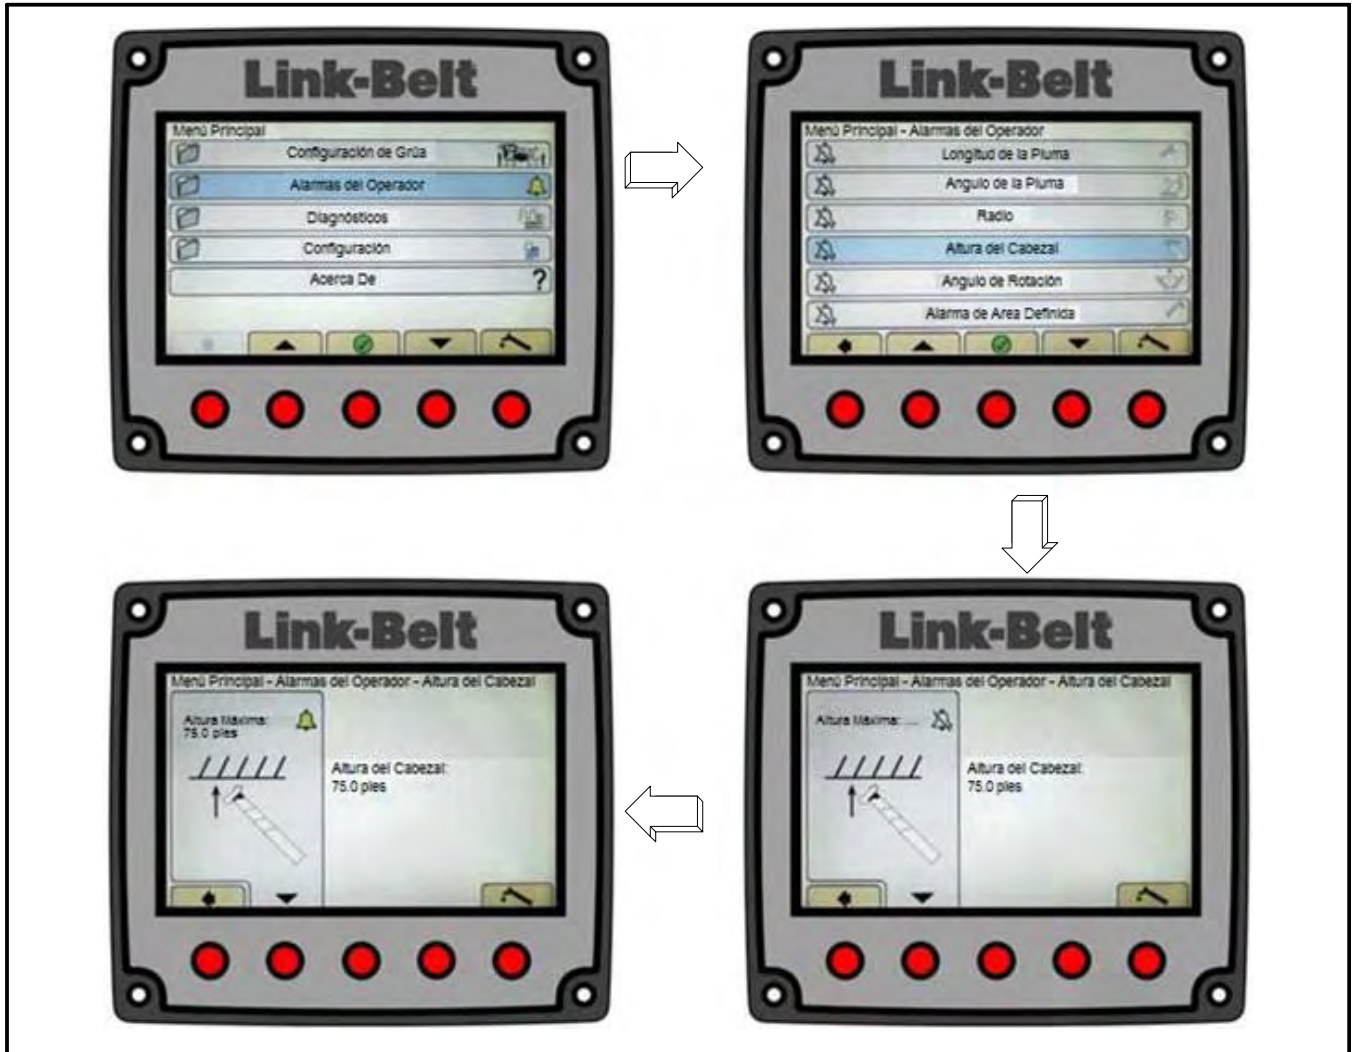 Link-Belt
Menú Principal
Configuración de Grúa
Alarmas del Operador
Diagnósticos
Configuración
Acerca De
?
Link-Belt
Menú Principal - Alarmas del Operador
Longitud de la Pluma
Angulo de la Pluma
Radio
Altura del Cabezal
Angulo de Rotación
Alarma de Area Definida
Link-Belt
Menú Principal - Alarmas del Operador - Altura del Cabezal
Altura Máxima:
75.0 pies
Altura del Cabezal:
75.0 pies
Link-Belt
Menú Principal - Alarmas del Operador - Altura del Cabezal
Altura Máxima: ...
Altura del Cabezal:
75.0 pies